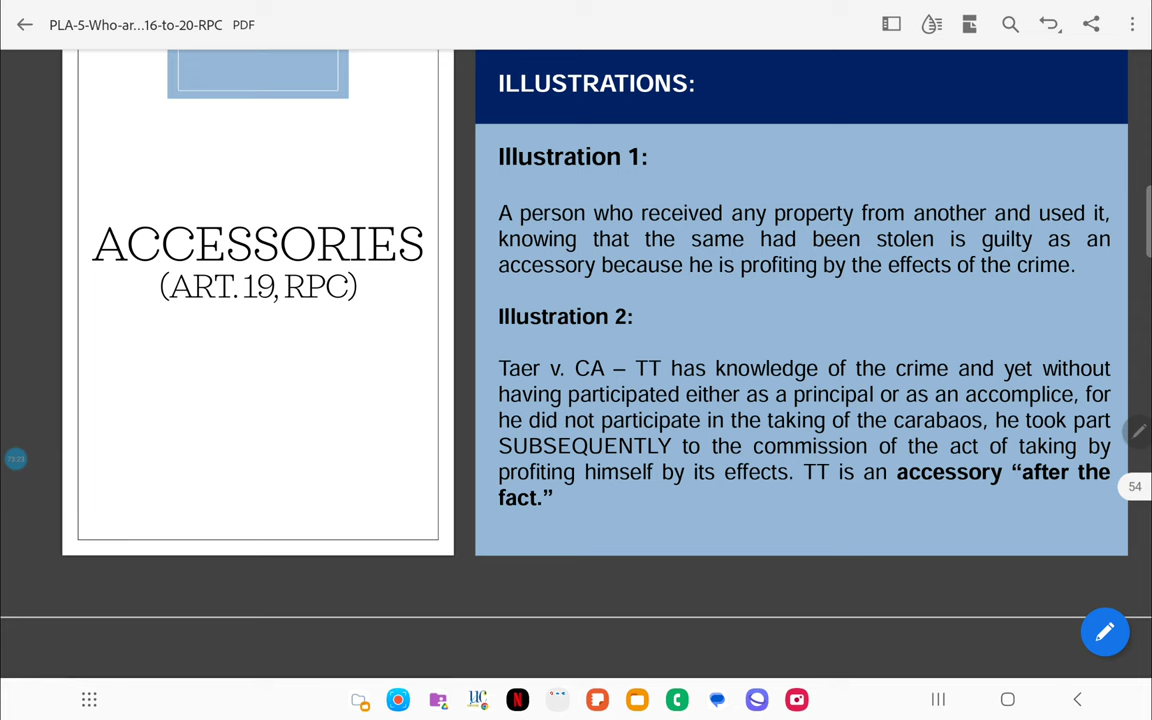 PLA-5-Who-ar...16-to-20-RPC PDF
ILLUSTRATIONS:
Illustration 1:
A person who received any property from another and used it,
knowing that the same had been stolen is guilty as an
accessory because he is profiting by the effects of the crime.
ACCESSORIES
(ART. 19, RPC)
Illustration 2:
Taer v. CA – TT has knowledge of the crime and yet without
having participated either as a principal or as an accomplice, for
he did not participate in the taking of the carabaos, he took part
SUBSEQUENTLY to the commission of the act of taking by
profiting himself by its effects. TT is an accessory “after the
fact.”
54